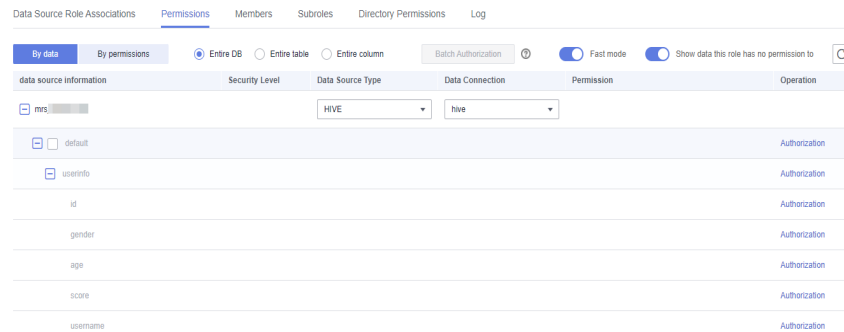 Data Source Role Associations Permissions Members Subroles Directory Permissions Log
By data By permissions Entire DB Entire table Entire column Batch Authorization Fast mode Show data this role has no permission to
data source information Security Level Data Source Type Data Connection Permission Operation
mrs HIVE hive
default Authorization
userinfo Authorization
id Authorization
gender Authorization
age Authorization
score Authorization
username Authorization